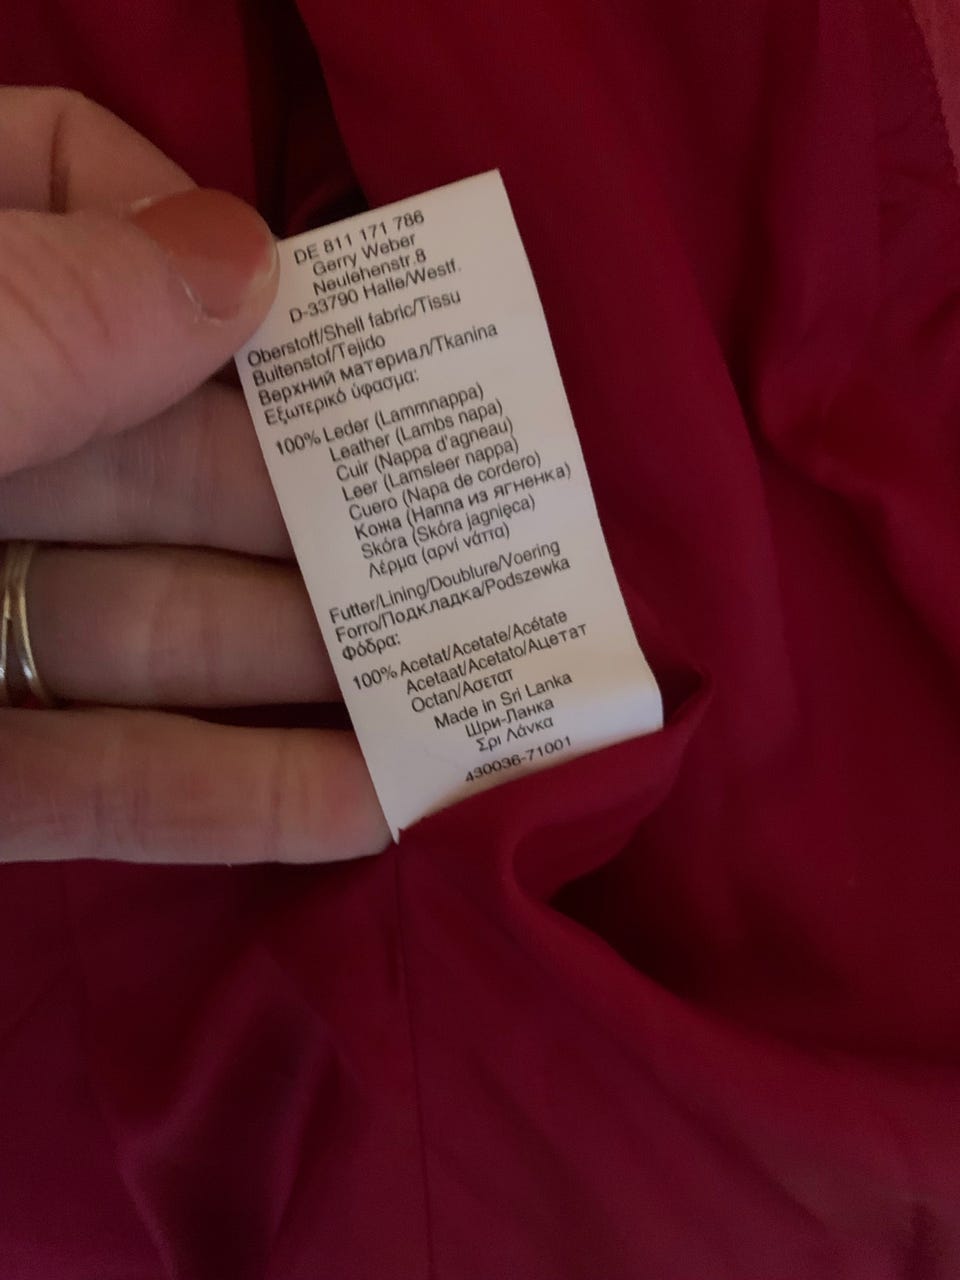 DE 811 171 786
Gerry Weber
Neulehenstr.8
D-33790 Halle/Westf.
Oberstoff/Shell fabric/Tissu
Buitenstof/Tejido
Верхний материал/Tkanina
Εξωτερικό ύφασμα:
100% Leder (Lammnappa)
Leather (Lambs napa)
Cuir (Nappa d'agneau)
Leer (Lamsleer nappa)
Cuero (Napa de cordero)
Кожа (Наппа из ягненка)
Skóra (Skóra jagnięca)
Λέρμα (αρνί νάττα)
Futter/Lining/Doublure/Voering
Forro/Подкладка/Podszewka
Φόδρα:
100% Acetat/Acetate/Acétate
Acetaat/Acetato/Ацетат
Octan/Ασετατ
Made in Sri Lanka
Шри-Ланка
Σρι Λάνκα
430036-71001